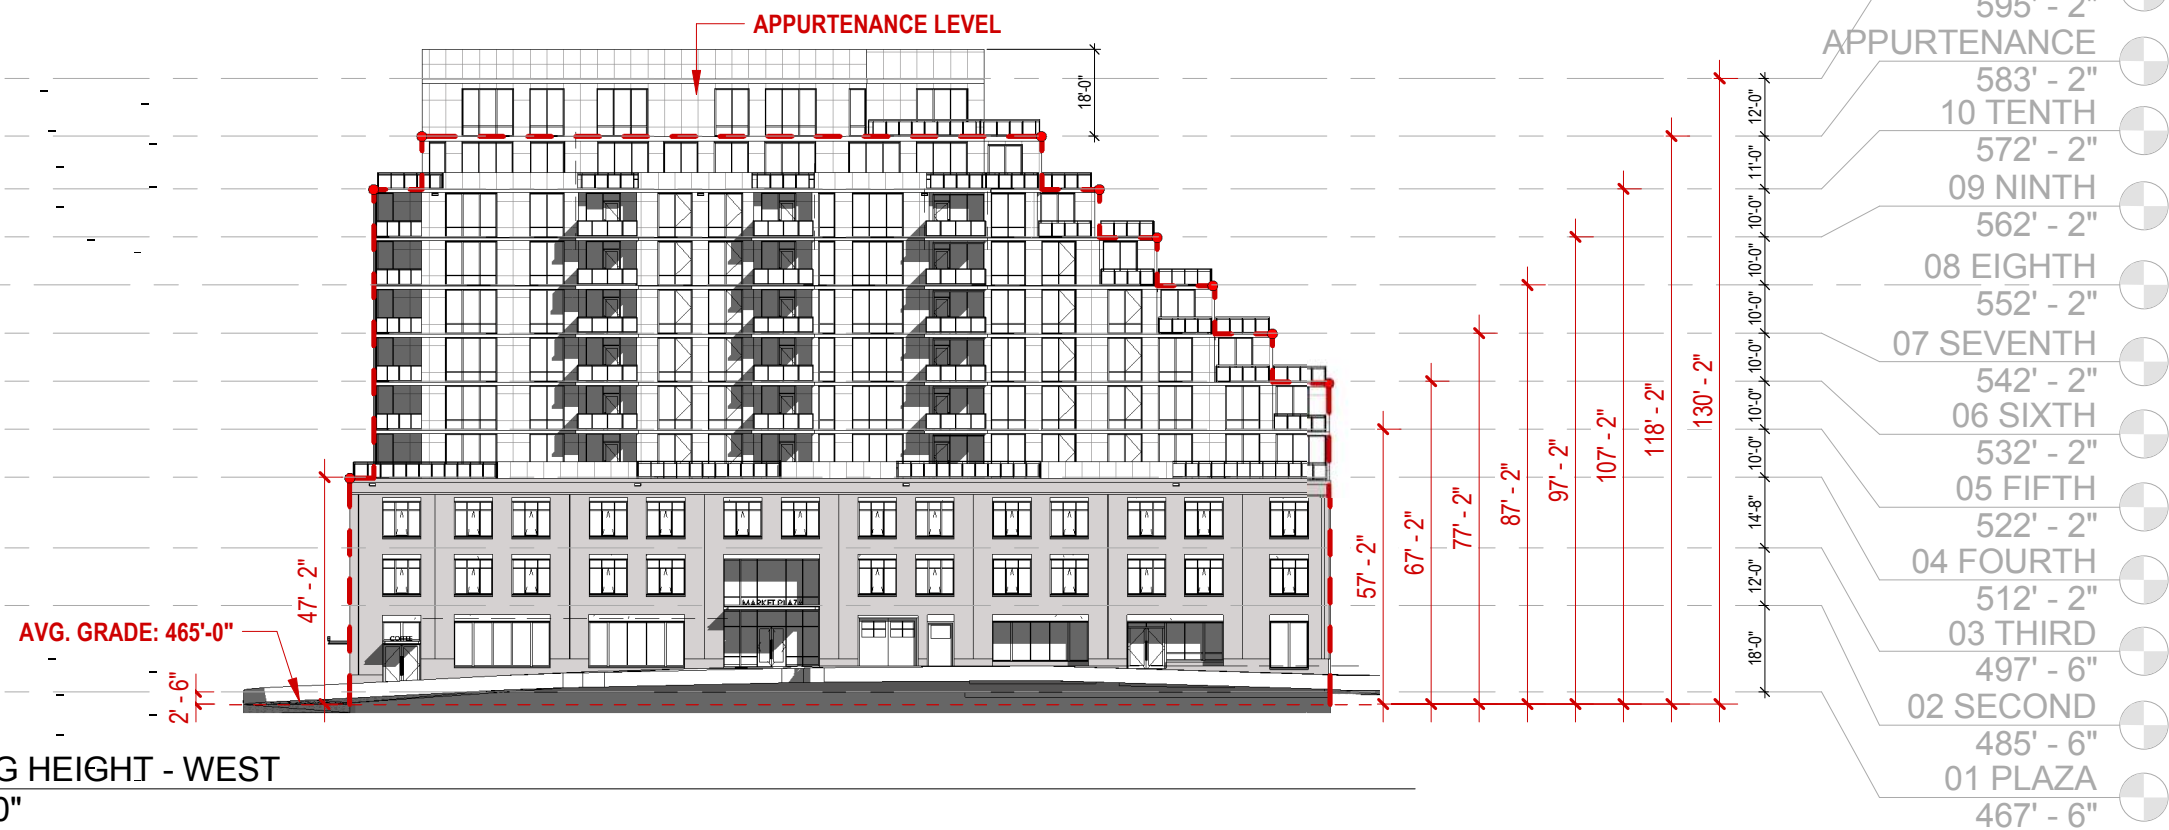 APPURTENANCE LEVEL
595' - 2"
APPURTENANCE
583' - 2"
10 TENTH
572' - 2"
09 NINTH
562' - 2"
08 EIGHTH
552' - 2"
07 SEVENTH
542' - 2"
06 SIXTH
532' - 2"
05 FIFTH
522' - 2"
04 FOURTH
512' - 2"
03 THIRD
497' - 6"
02 SECOND
485' - 6"
01 PLAZA
467' - 6"
18'-0"
12'-0"
11'-0"
10'-0"
10'-0"
10'-0"
10'-0"
10'-0"
10'-0"
14'-8"
12'-0"
18'-0"
47' - 2"
57' - 2"
67' - 2"
77' - 2"
87' - 2"
97' - 2"
107' - 2"
118' - 2"
130' - 2"
MARKET PLAZA
COFFEE
AVG. GRADE: 465'-0"
2' - 6"
G HEIGHT - WEST
0"